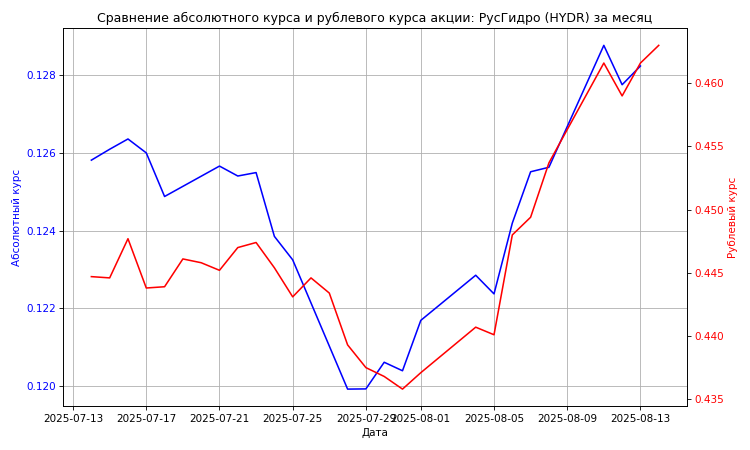 Сравнение абсолютного курса и рублевого курса акции: РусГидро (HYDR) за месяц
Абсолютный курс
0.128
0.126
0.124
0.122
0.120
0.460
0.455
0.450
0.445
0.440
0.435
Рублевый курс
2025-07-13 2025-07-17 2025-07-21 2025-07-25 2025-07-29 2025-08-01 2025-08-05 2025-08-09 2025-08-13
Дата